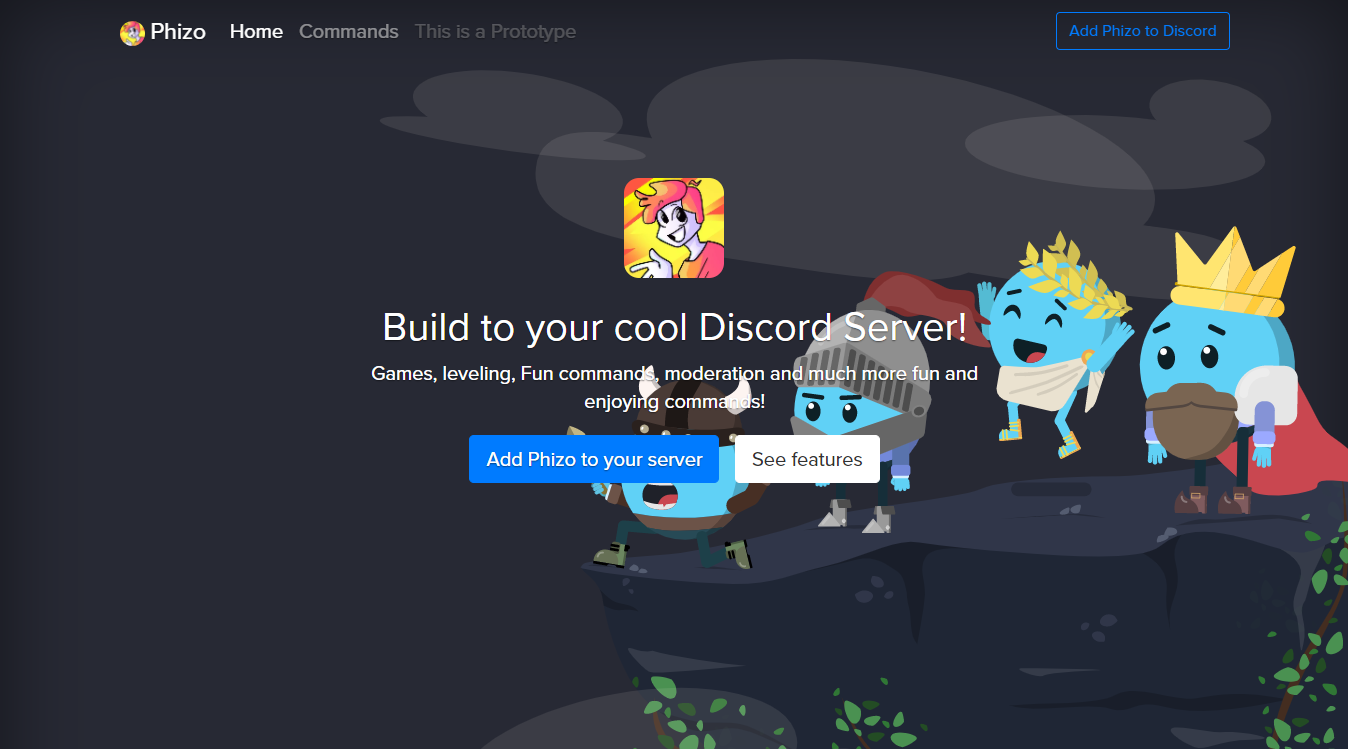 Phizo Home Commands This is a Prototype Add Phizo to Discord
Build to your cool Discord Server!
Games, leveling, Fun commands, moderation and much more fun and
enjoying commands!
Add Phizo to your server See features